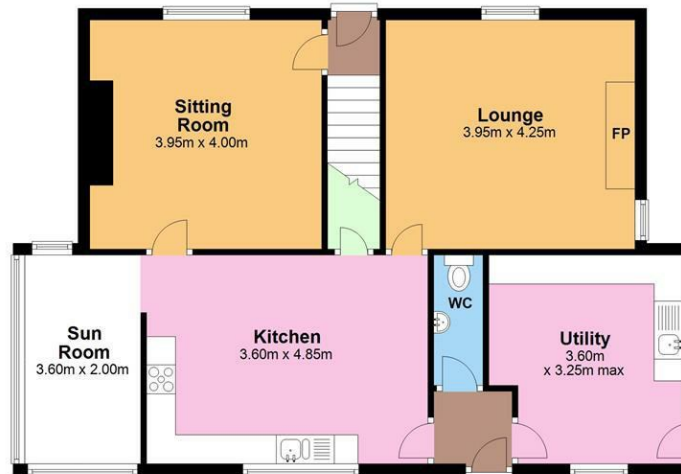 Sitting
Room
3.95m x 4.00m
Lounge
3.95m x 4.25m
FP
Sun
Room
3.60m x 2.00m
Kitchen
3.60m x 4.85m
WC
Utility
3.60m
x 3.25m max